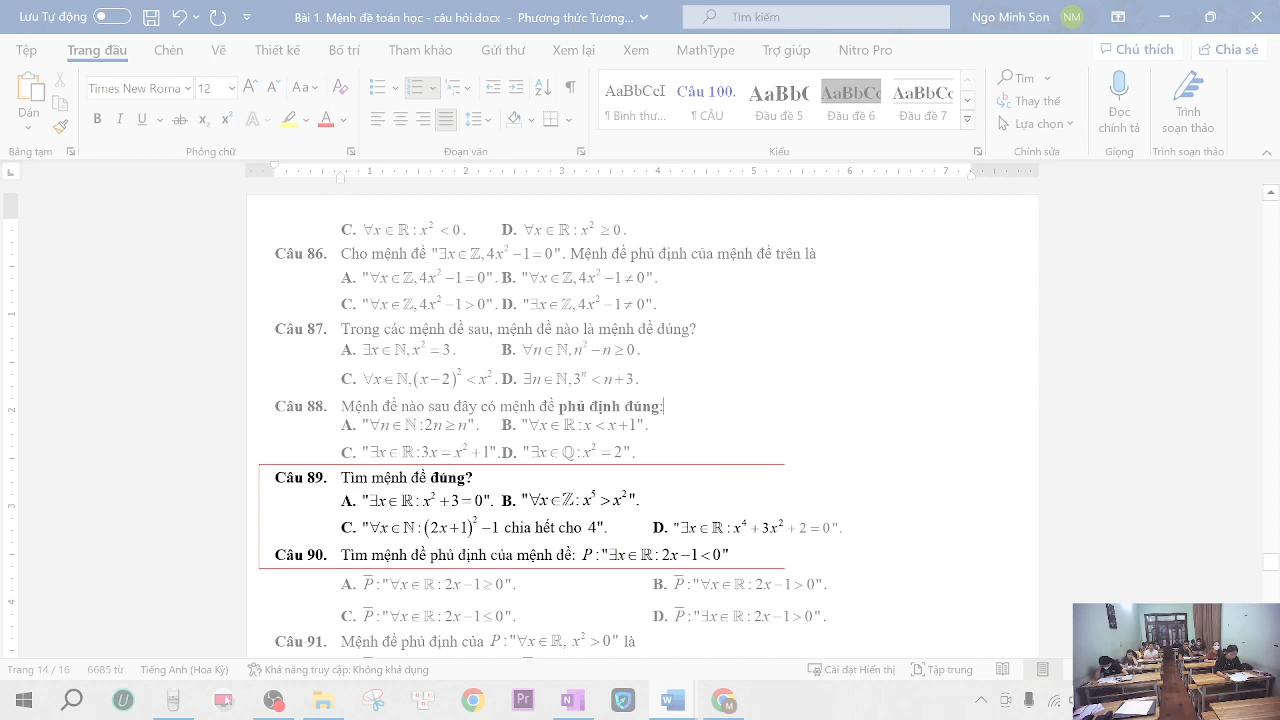 Lưu Tự động
Bài 1. Mệnh đề toán - câu hỏi.docx - Phương thức Tương...
Tìm kiếm
Ngo Minh Son NM
Tệp Trang đầu Chèn Vẽ Thiết kế Bố trí Tham khảo Gửi thư Xem lại Xem MathType Trợ giúp Nitro Pro Chú thích Chia sẻ
Dán
Times New Roma 12
AaBbCcI Câu 100. AaBbC AaBbCc AaBbCc
¶ Bình thư... ¶ CÂU Đầu đề 5 Đầu đề 6 Đầu đề 7
Tìm
Thay thế
Lựa chọn
Đọc chính tả
Trình soạn thảo
Bảng tạm Phông chữ Đoạn văn Kiểu Chỉnh sửa Giọng Trình soạn thảo
1 2 3 4 5 6 7
C. ∀x∈ℝ : x² < 0. D. ∀x∈ℝ : x² ≥ 0.
Câu 86. Cho mệnh đề "∃x∈ℤ, 4x² −1 = 0". Mệnh đề phủ định của mệnh đề trên là
A. "∀x∈ℤ, 4x² −1 = 0". B. "∀x∈ℤ, 4x² −1 ≠ 0".
C. "∀x∈ℤ, 4x² −1 > 0". D. "∃x∈ℤ, 4x² −1 ≠ 0".
Câu 87. Trong các mệnh đề sau, mệnh đề nào là mệnh đề đúng?
A. ∃x∈ℕ, x² = 3. B. ∀n∈ℕ, n² − n ≥ 0.
C. ∀x∈ℕ, (x−2)² < x². D. ∃n∈ℕ, 3ⁿ < n+3.
Câu 88. Mệnh đề nào sau đây có mệnh đề phủ định đúng:
A. "∀n∈ℕ : 2n ≥ n". B. "∀x∈ℝ : x < x+1".
C. "∃x∈ℝ : 3x = x² +1". D. "∃x∈ℚ : x² = 2".
Câu 89. Tìm mệnh đề đúng?
A. "∃x∈ℝ : x² +3 = 0". B. "∀x∈ℤ : x⁵ > x²".
C. "∀x∈ℕ : (2x+1)² −1 chia hết cho 4". D. "∃x∈ℝ : x⁴ +3x² +2 = 0".
Câu 90. Tìm mệnh đề phủ định của mệnh đề: P :"∃x∈ℝ : 2x−1 < 0"
A. P̅ :"∀x∈ℝ : 2x−1 ≥ 0". B. P̅ :"∀x∈ℝ : 2x−1 > 0".
C. P̅ :"∀x∈ℝ : 2x−1 ≤ 0". D. P̅ :"∃x∈ℝ : 2x−1 > 0".
Câu 91. Mệnh đề phủ định của P :"∀x∈ℝ, x² > 0" là
Trang 14 / 16 6685 từ Tiếng Anh (Hoa Kỳ) Khả năng truy cập: Không khả dụng Cài đặt Hiển thị Tập trung